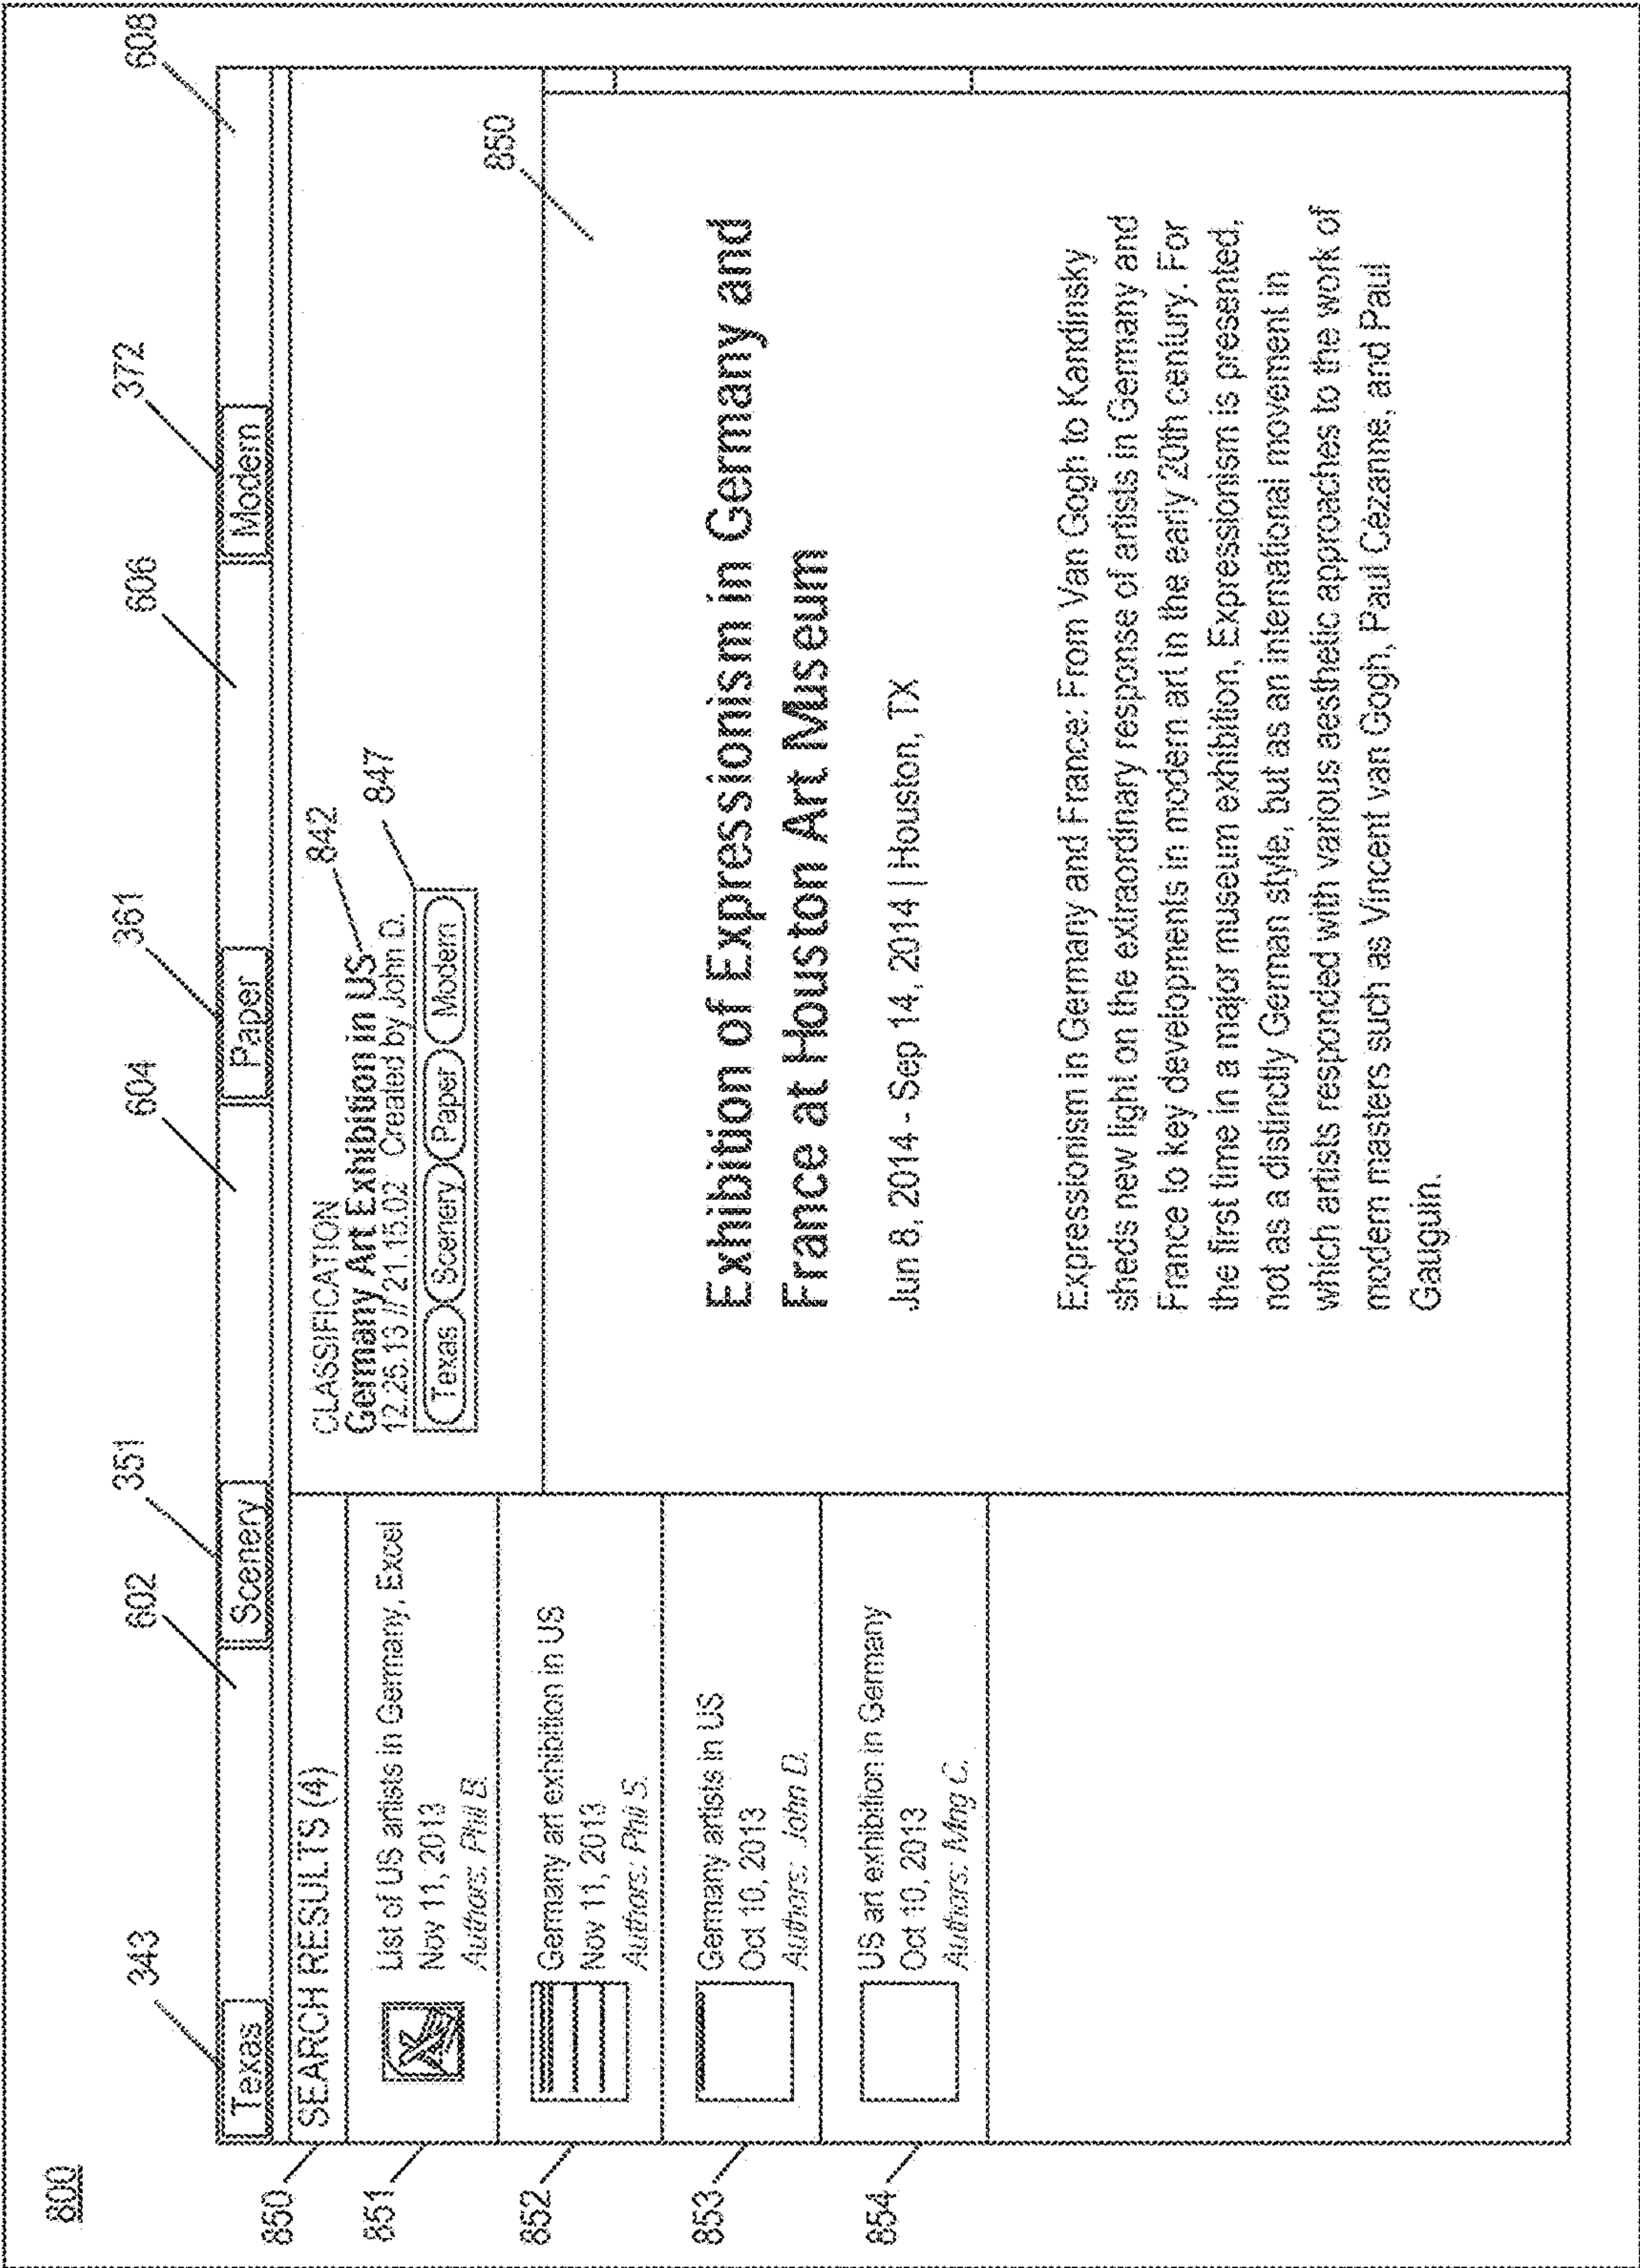 800
343
602
351
604
361
606
372
608
Texas
Scenery
Paper
Modern
850
SEARCH RESULTS (4)
851
List of US artists in Germany, Excel
Nov 11, 2013
Authors: Phil B.
852
Germany art exhibition in US
Nov 11, 2013
Authors: Phil S.
853
Germany artists in US
Oct 10, 2013
Authors: John D.
854
US art exhibition in Germany
Oct 10, 2013
Authors: Ming C.
CLASSIFICATION
842
Germany Art Exhibition in US
12.25.13 // 21.15.02 Created by John D.
847
Texas Scenery Paper Modern
850
Exhibition of Expressionism in Germany and
France at Houston Art Museum
Jun 8, 2014 - Sep 14, 2014 | Houston, TX
Expressionism in Germany and France: From Van Gogh to Kandinsky
sheds new light on the extraordinary response of artists in Germany and
France to key developments in modern art in the early 20th century. For
the first time in a major museum exhibition, Expressionism is presented,
not as a distinctly German style, but as an international movement in
which artists responded with various aesthetic approaches to the work of
modern masters such as Vincent van Gogh, Paul Cézanne, and Paul
Gauguin.